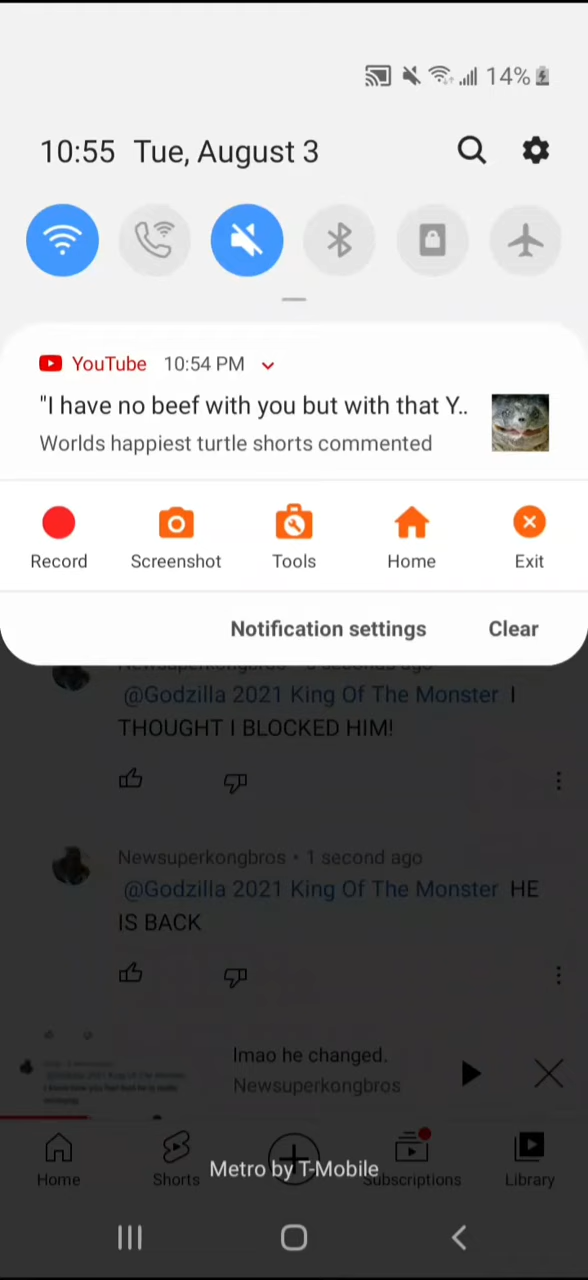 14%
10:55 Tue, August 3
YouTube 10:54 PM
"I have no beef with you but with that Y..
Worlds happiest turtle shorts commented
Record Screenshot Tools Home Exit
Notification settings Clear
@Godzilla 2021 King Of The Monster I
THOUGHT I BLOCKED HIM!
Newsuperkongbros • 1 second ago
@Godzilla 2021 King Of The Monster HE
IS BACK
lmao he changed.
Newsuperkongbros
Home Shorts Subscriptions Library
Metro by T-Mobile